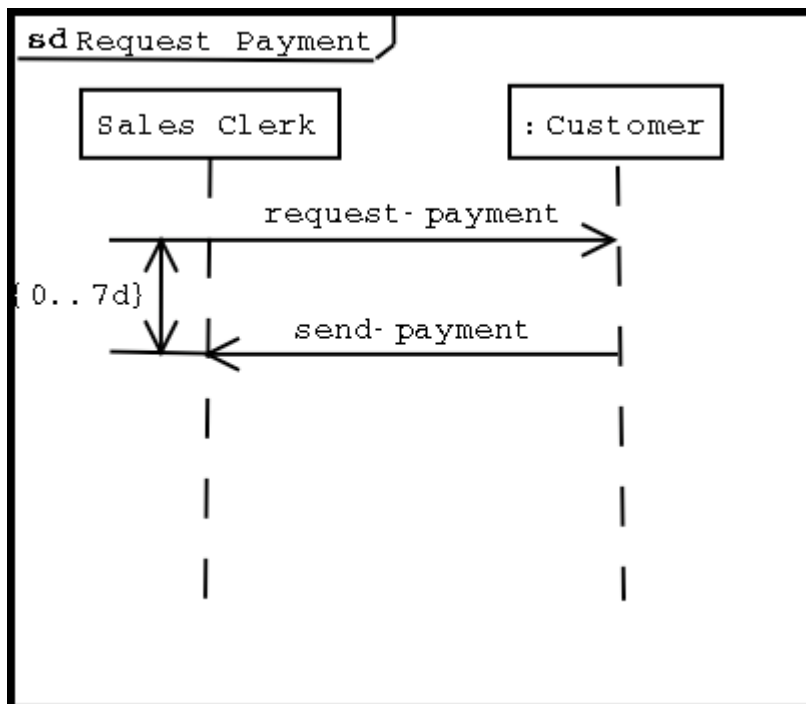 sd Request Payment
Sales Clerk
: Customer
request- payment
{0.. 7d}
send- payment